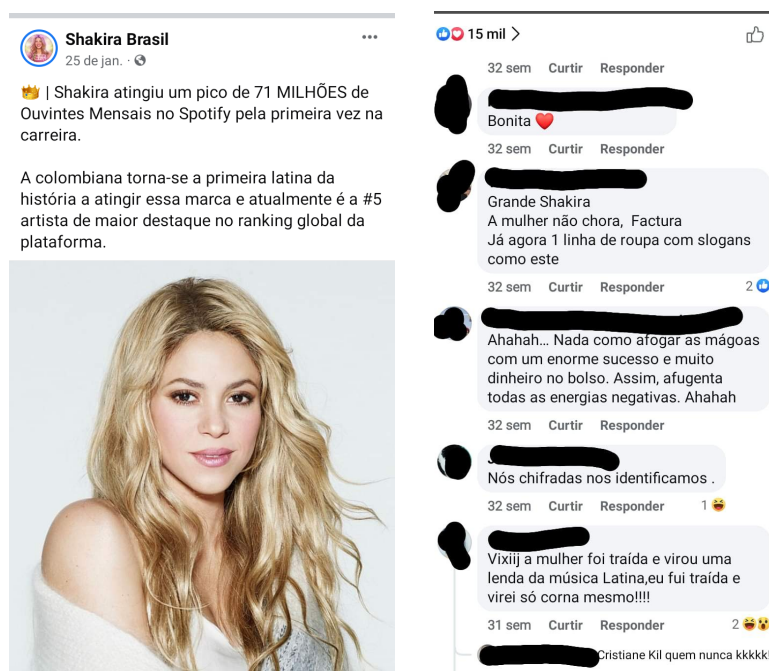 Shakira Brasil
25 de jan.
👑 | Shakira atingiu um pico de 71 MILHÕES de
Ouvintes Mensais no Spotify pela primeira vez na
carreira.
A colombiana torna-se a primeira latina da
história a atingir essa marca e atualmente é a #5
artista de maior destaque no ranking global da
plataforma.
15 mil
32 sem Curtir Responder
Bonita ❤️
32 sem Curtir Responder
Grande Shakira
A mulher não chora, Factura
Já agora 1 linha de roupa com slogans
como este
32 sem Curtir Responder 2
Ahahah... Nada como afogar as mágoas
com um enorme sucesso e muito
dinheiro no bolso. Assim, afugenta
todas as energias negativas. Ahahah
32 sem Curtir Responder
Nós chifradas nos identificamos .
32 sem Curtir Responder 1 😆
Vixiij a mulher foi traída e virou uma
lenda da música Latina,eu fui traída e
virei só corna mesmo!!!!
31 sem Curtir Responder 2 😆😮
Cristiane Kil quem nunca kkkkk